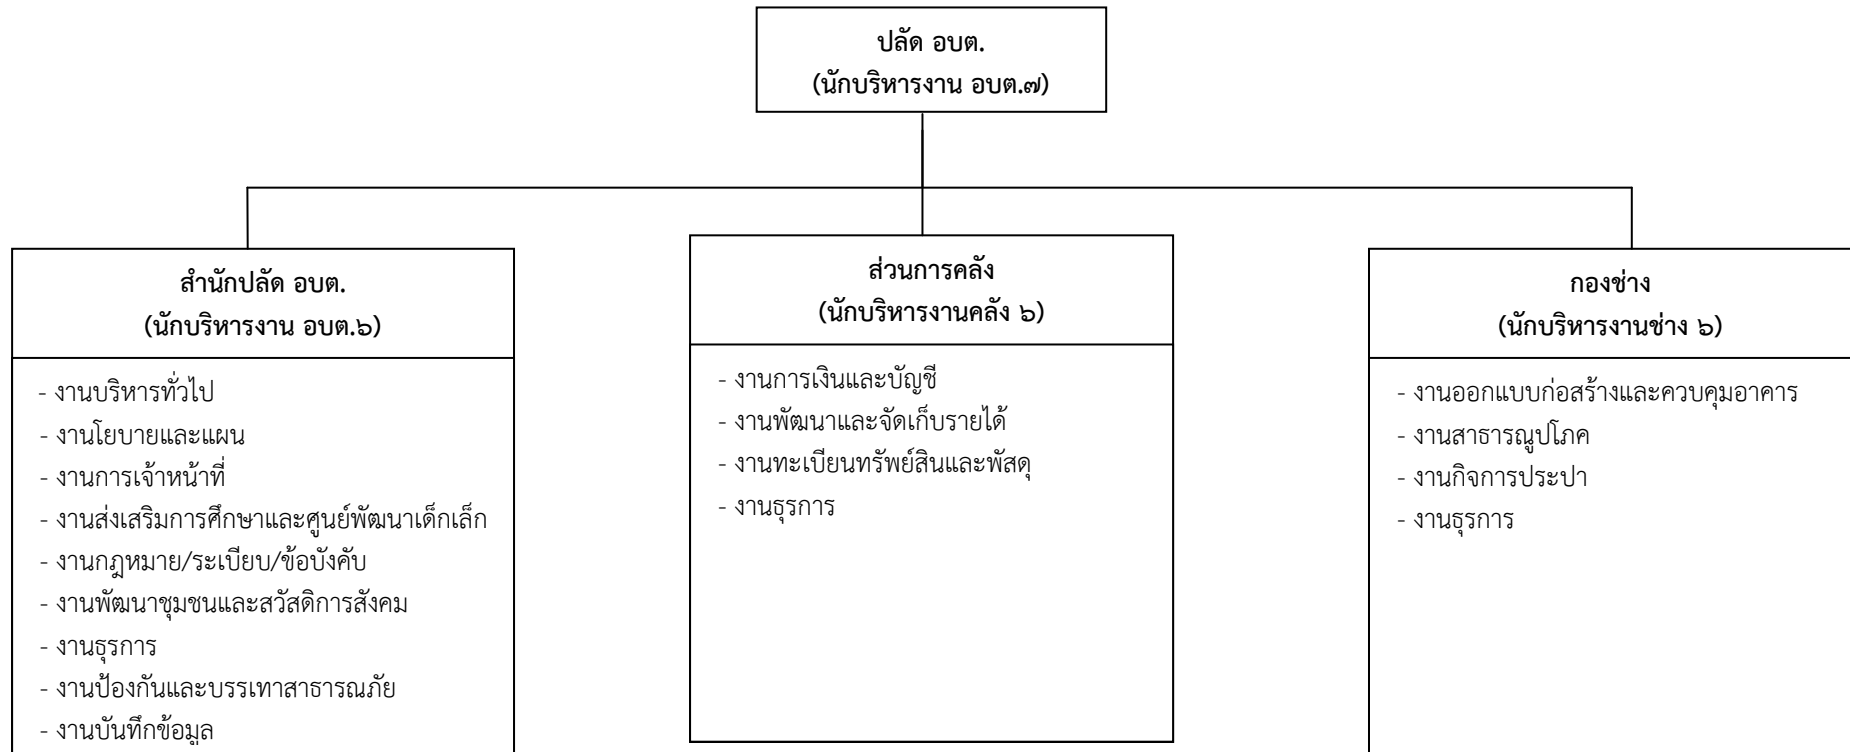 ปลัด อบต.
(นักบริหารงาน อบต.๗)
สำนักปลัด อบต.
(นักบริหารงาน อบต.๖)
- งานบริหารทั่วไป
- งานโยบายและแผน
- งานการเจ้าหน้าที่
- งานส่งเสริมการศึกษาและศูนย์พัฒนาเด็กเล็ก
- งานกฎหมาย/ระเบียบ/ข้อบังคับ
- งานพัฒนาชุมชนและสวัสดิการสังคม
- งานธุรการ
- งานป้องกันและบรรเทาสาธารณภัย
- งานบันทึกข้อมูล
ส่วนการคลัง
(นักบริหารงานคลัง ๖)
- งานการเงินและบัญชี
- งานพัฒนาและจัดเก็บรายได้
- งานทะเบียนทรัพย์สินและพัสดุ
- งานธุรการ
กองช่าง
(นักบริหารงานช่าง ๖)
- งานออกแบบก่อสร้างและควบคุมอาคาร
- งานสาธารณูปโภค
- งานกิจการประปา
- งานธุรการ